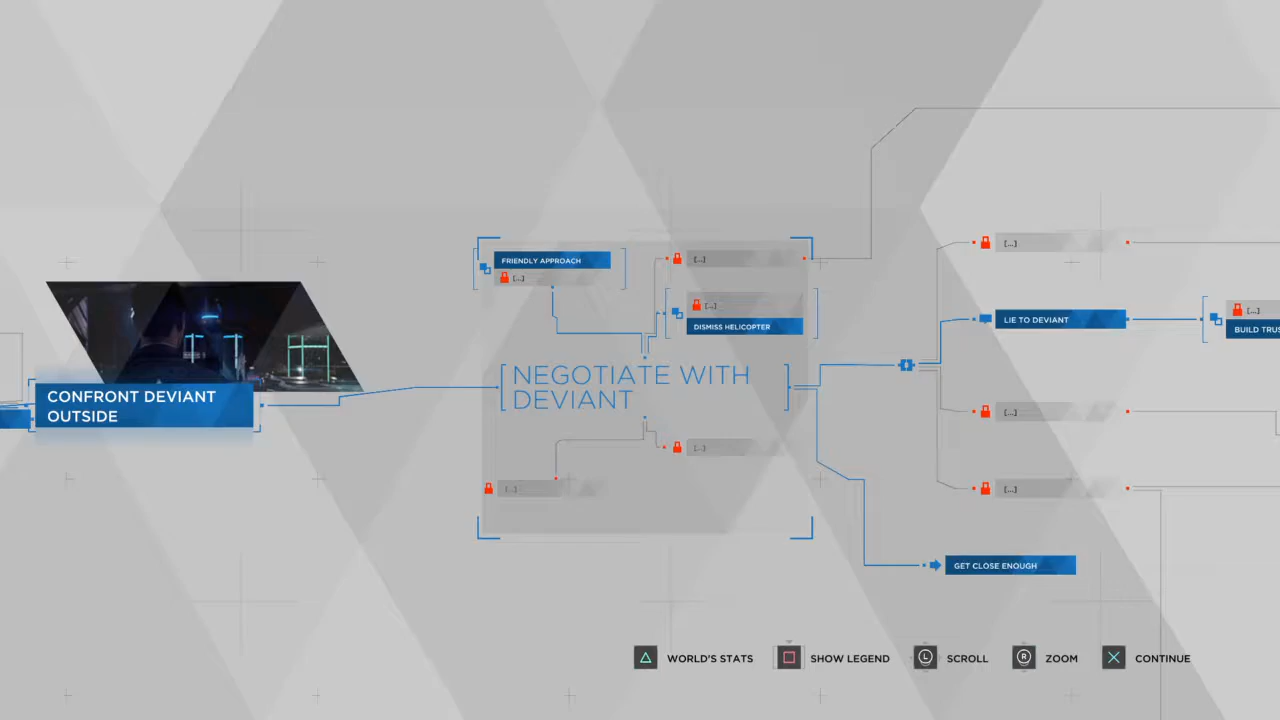 FRIENDLY APPROACH
[...]
[...]
[...]
DISMISS HELICOPTER
[...]
LIE TO DEVIANT
[...]
BUILD TRUS
CONFRONT DEVIANT
OUTSIDE
NEGOTIATE WITH
DEVIANT
[...]
[...]
[...]
[...]
GET CLOSE ENOUGH
WORLD'S STATS
SHOW LEGEND
L
SCROLL
R
ZOOM
CONTINUE